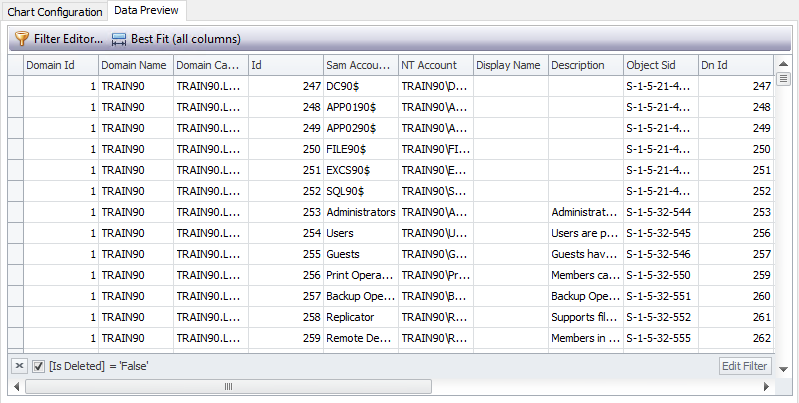 Chart Configuration Data Preview
Filter Editor... Best Fit (all columns)
Domain Id Domain Name Domain Ca... Id Sam Accou... NT Account Display Name Description Object Sid Dn Id
1 TRAIN90 TRAIN90.L... 247 DC90$ TRAIN90\D... S-1-5-21-4... 247
1 TRAIN90 TRAIN90.L... 248 APP0190$ TRAIN90\A... S-1-5-21-4... 248
1 TRAIN90 TRAIN90.L... 249 APP0290$ TRAIN90\A... S-1-5-21-4... 249
1 TRAIN90 TRAIN90.L... 250 FILE90$ TRAIN90\FI... S-1-5-21-4... 250
1 TRAIN90 TRAIN90.L... 251 EXCS90$ TRAIN90\E... S-1-5-21-4... 251
1 TRAIN90 TRAIN90.L... 252 SQL90$ TRAIN90\S... S-1-5-21-4... 252
1 TRAIN90 TRAIN90.L... 253 Administrators TRAIN90\A... Administrat... S-1-5-32-544 253
1 TRAIN90 TRAIN90.L... 254 Users TRAIN90\U... Users are p... S-1-5-32-545 256
1 TRAIN90 TRAIN90.L... 255 Guests TRAIN90\G... Guests hav... S-1-5-32-546 257
1 TRAIN90 TRAIN90.L... 256 Print Opera... TRAIN90\Pr... Members ca... S-1-5-32-550 259
1 TRAIN90 TRAIN90.L... 257 Backup Ope... TRAIN90\B... Backup Ope... S-1-5-32-551 260
1 TRAIN90 TRAIN90.L... 258 Replicator TRAIN90\R... Supports fil... S-1-5-32-552 261
1 TRAIN90 TRAIN90.L... 259 Remote De... TRAIN90\R... Members in ... S-1-5-32-555 262
[Is Deleted] = 'False' Edit Filter